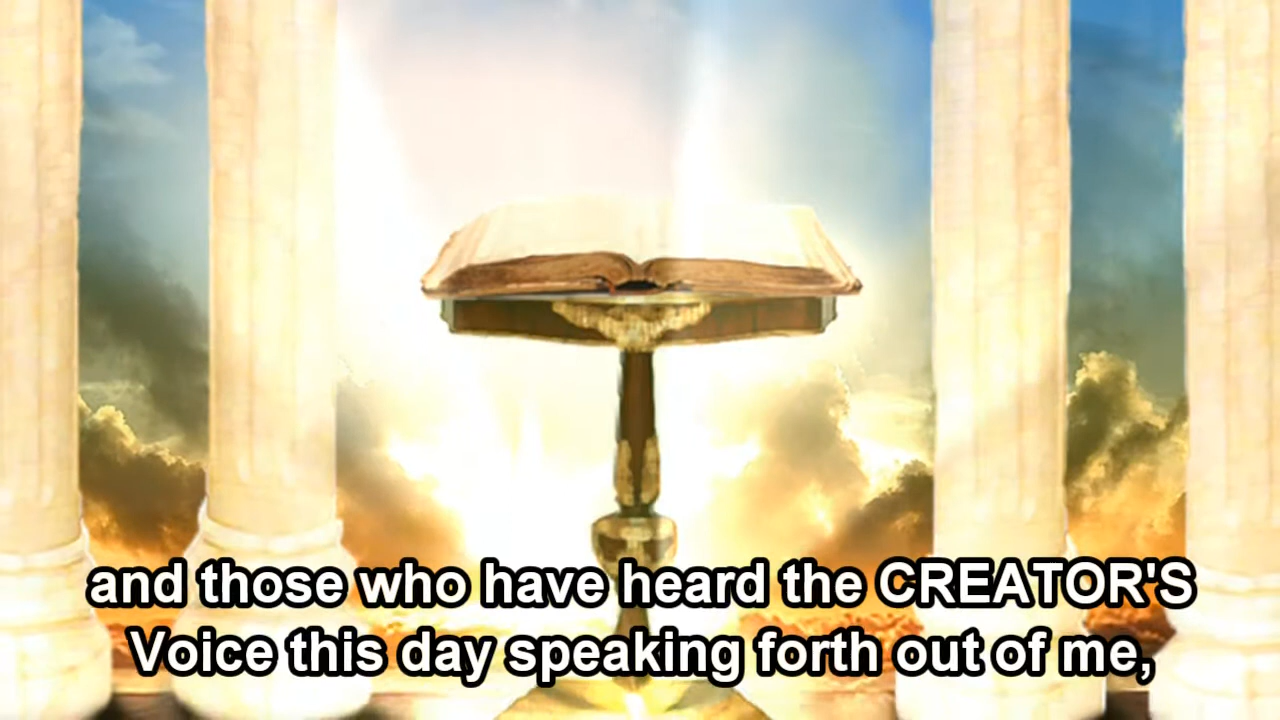 and those who have heard the CREATOR'S
Voice this day speaking forth out of me,